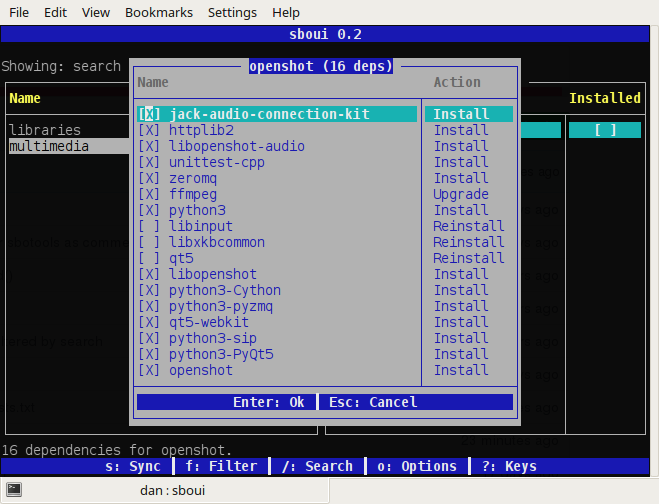 File Edit View Bookmarks Settings Help
sboui 0.2
Showing: search
openshot (16 deps)
Name
Name Action
Installed
[X] jack-audio-connection-kit Install
libraries [X] httplib2 Install [ ]
multimedia [X] libopenshot-audio Install
[X] unittest-cpp Install
[X] zeromq Install
[X] ffmpeg Upgrade
[X] python3 Install
[ ] libinput Reinstall
[ ] libxkbcommon Reinstall
[ ] qt5 Reinstall
[X] libopenshot Install
[X] python3-Cython Install
[X] python3-pyzmq Install
[X] qt5-webkit Install
[X] python3-sip Install
[X] python3-PyQt5 Install
[X] openshot Install
Enter: Ok Esc: Cancel
16 dependencies for openshot.
s: Sync f: Filter /: Search o: Options ?: Keys
dan : sboui